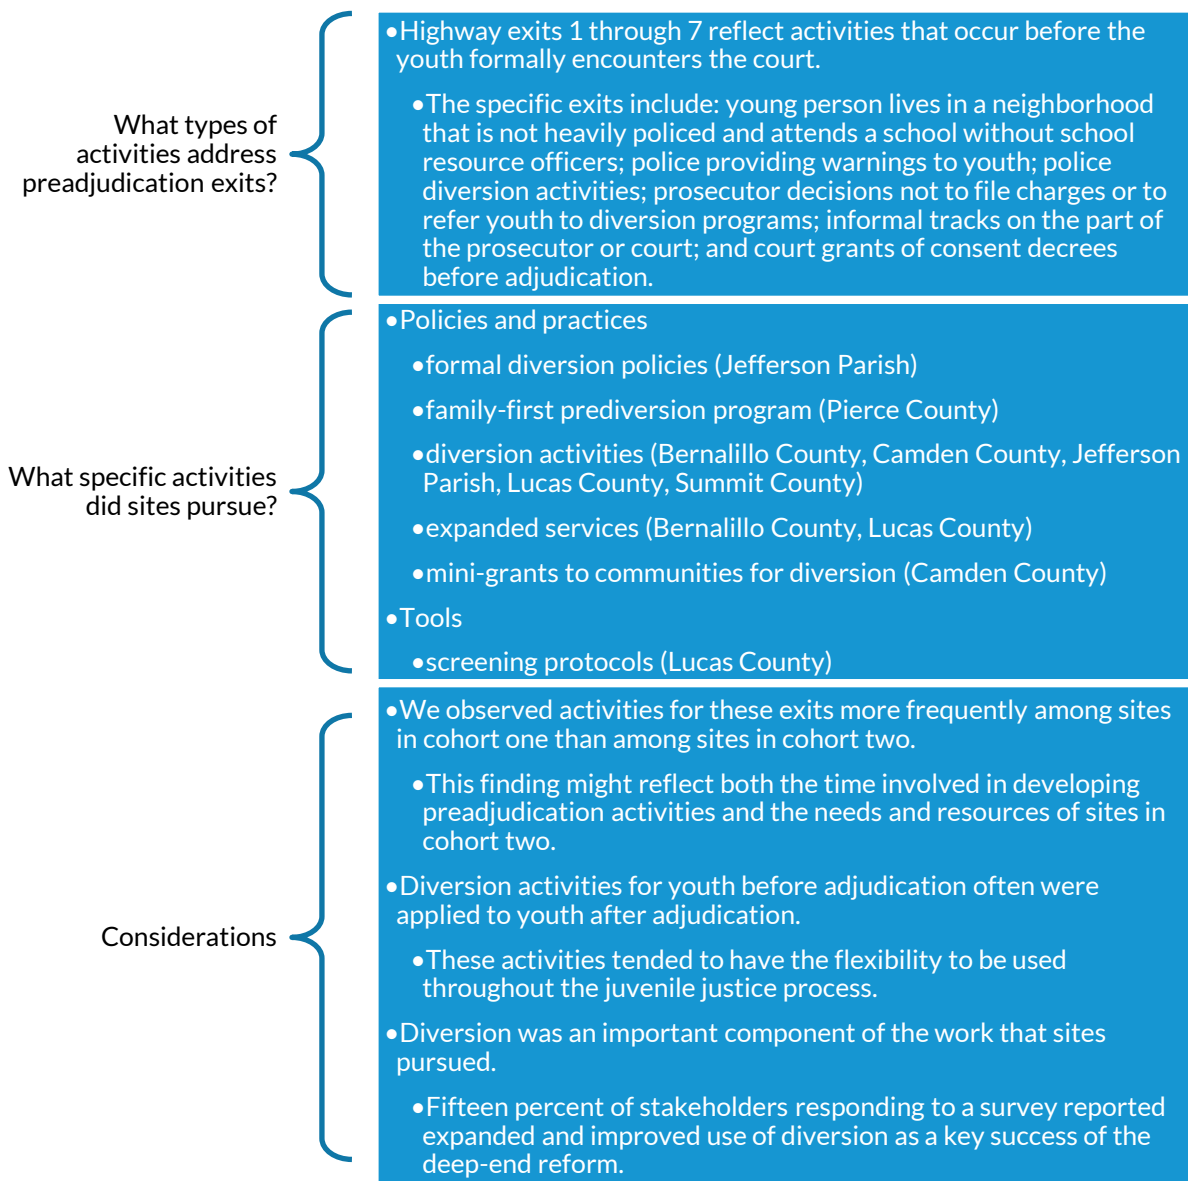 What types of
activities address
preadjudication exits?
•Highway exits 1 through 7 reflect activities that occur before the
youth formally encounters the court.
•The specific exits include: young person lives in a neighborhood
that is not heavily policed and attends a school without school
resource officers; police providing warnings to youth; police
diversion activities; prosecutor decisions not to file charges or to
refer youth to diversion programs; informal tracks on the part of
the prosecutor or court; and court grants of consent decrees
before adjudication.
What specific activities
did sites pursue?
•Policies and practices
•formal diversion policies (Jefferson Parish)
•family-first prediversion program (Pierce County)
•diversion activities (Bernalillo County, Camden County, Jefferson
Parish, Lucas County, Summit County)
•expanded services (Bernalillo County, Lucas County)
•mini-grants to communities for diversion (Camden County)
•Tools
•screening protocols (Lucas County)
Considerations
•We observed activities for these exits more frequently among sites
in cohort one than among sites in cohort two.
•This finding might reflect both the time involved in developing
preadjudication activities and the needs and resources of sites in
cohort two.
•Diversion activities for youth before adjudication often were
applied to youth after adjudication.
•These activities tended to have the flexibility to be used
throughout the juvenile justice process.
•Diversion was an important component of the work that sites
pursued.
•Fifteen percent of stakeholders responding to a survey reported
expanded and improved use of diversion as a key success of the
deep-end reform.